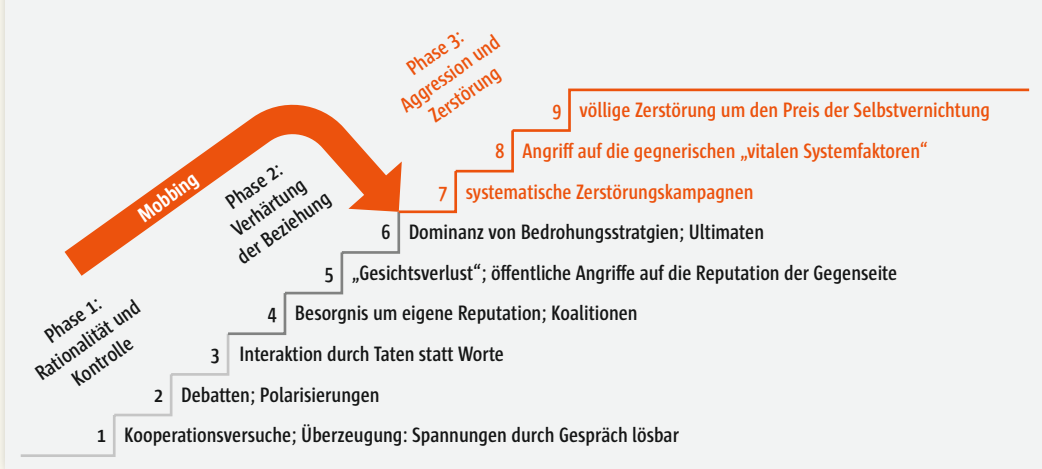 Phase 3:
Aggression und
Zerstörung
9 völlige Zerstörung um den Preis der Selbstvernichtung
8 Angriff auf die gegnerischen „vitalen Systemfaktoren“
Mobbing
Phase 2:
Verhärtung
der Beziehung
7 systematische Zerstörungskampagnen
6 Dominanz von Bedrohungsstratgien; Ultimaten
5 „Gesichtsverlust“; öffentliche Angriffe auf die Reputation der Gegenseite
Phase 1:
Rationalität und
Kontrolle
4 Besorgnis um eigene Reputation; Koalitionen
3 Interaktion durch Taten statt Worte
2 Debatten; Polarisierungen
1 Kooperationsversuche; Überzeugung: Spannungen durch Gespräch lösbar